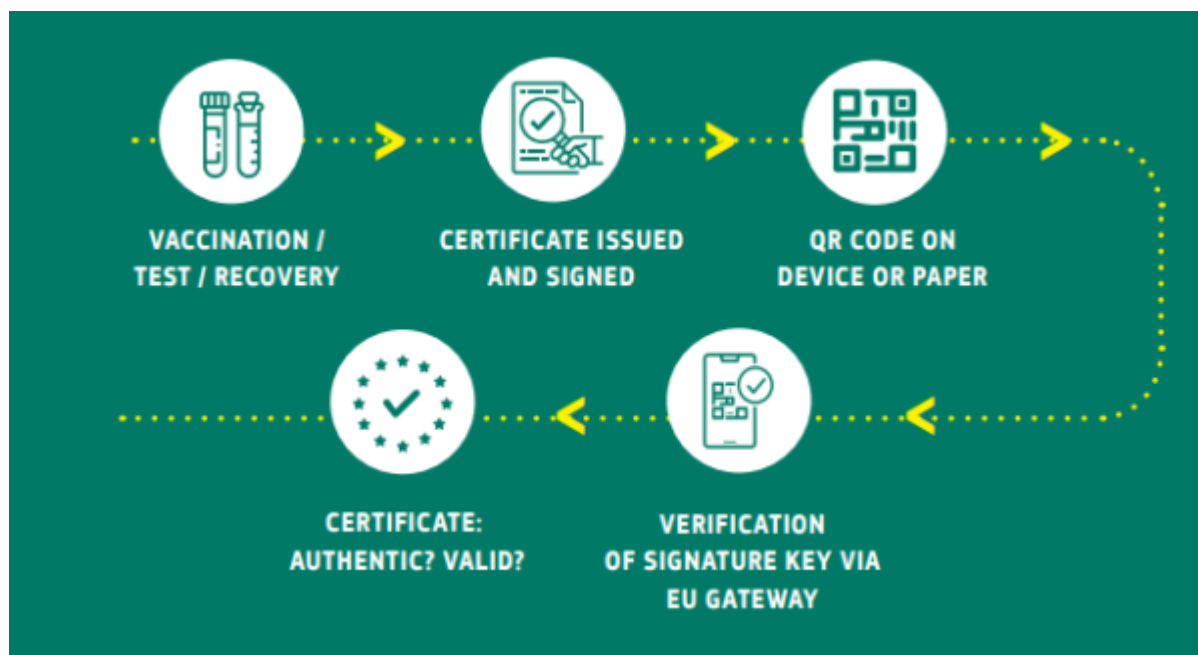 VACCINATION /
TEST / RECOVERY
CERTIFICATE ISSUED
AND SIGNED
QR CODE ON
DEVICE OR PAPER
VERIFICATION
OF SIGNATURE KEY VIA
EU GATEWAY
CERTIFICATE:
AUTHENTIC? VALID?